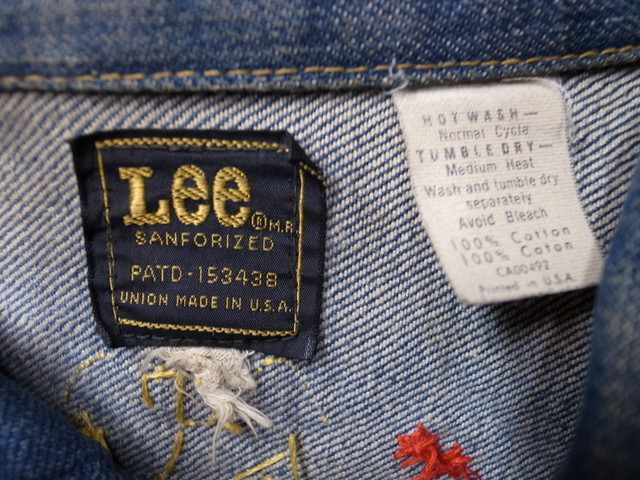 Lee ® M.R.
SANFORIZED
PATD-153438
UNION MADE IN U.S.A.
HOT WASH—
Normal Cycle
TUMBLE DRY—
Medium Heat
Wash and tumble dry
separately
Avoid Bleach
100% Cotton
100% Coton
CA00492
Printed in U.S.A.